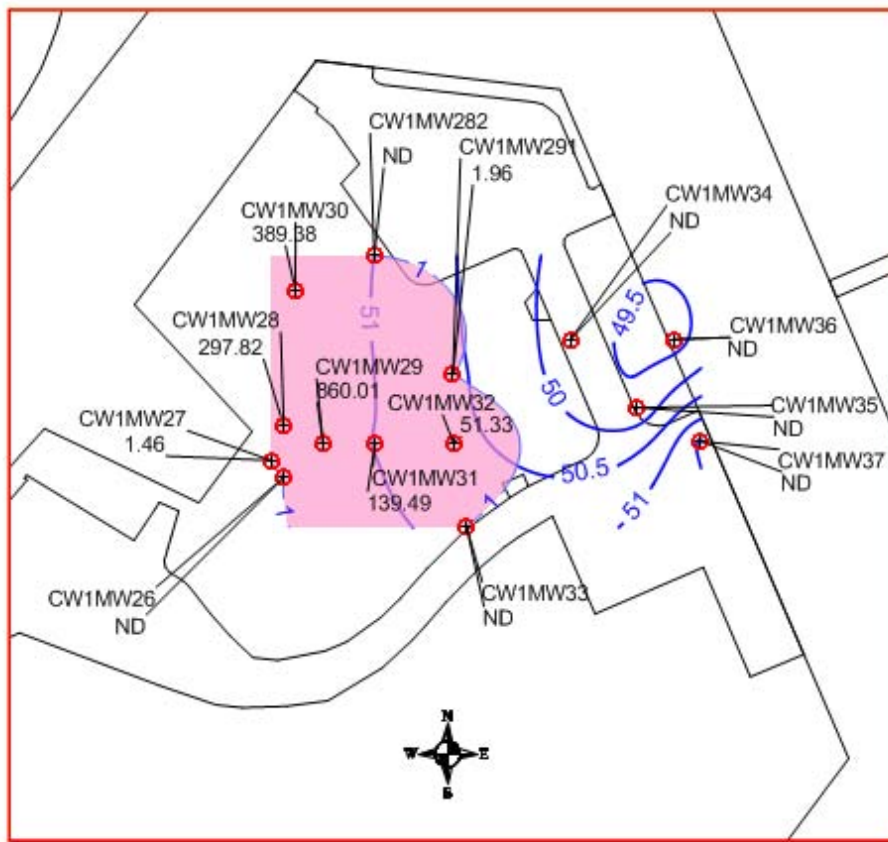 CW1MW282
ND
CW1MW291
1.96
CW1MW30
389.38
CW1MW34
ND
1
51
49.5
CW1MW28
297.82
CW1MW36
ND
CW1MW29
860.01
50
CW1MW32
51.33
CW1MW35
ND
CW1MW27
1.46
CW1MW37
ND
50.5
CW1MW31
139.49
1
1
- 51
CW1MW26
ND
CW1MW33
ND
N
W
E
S